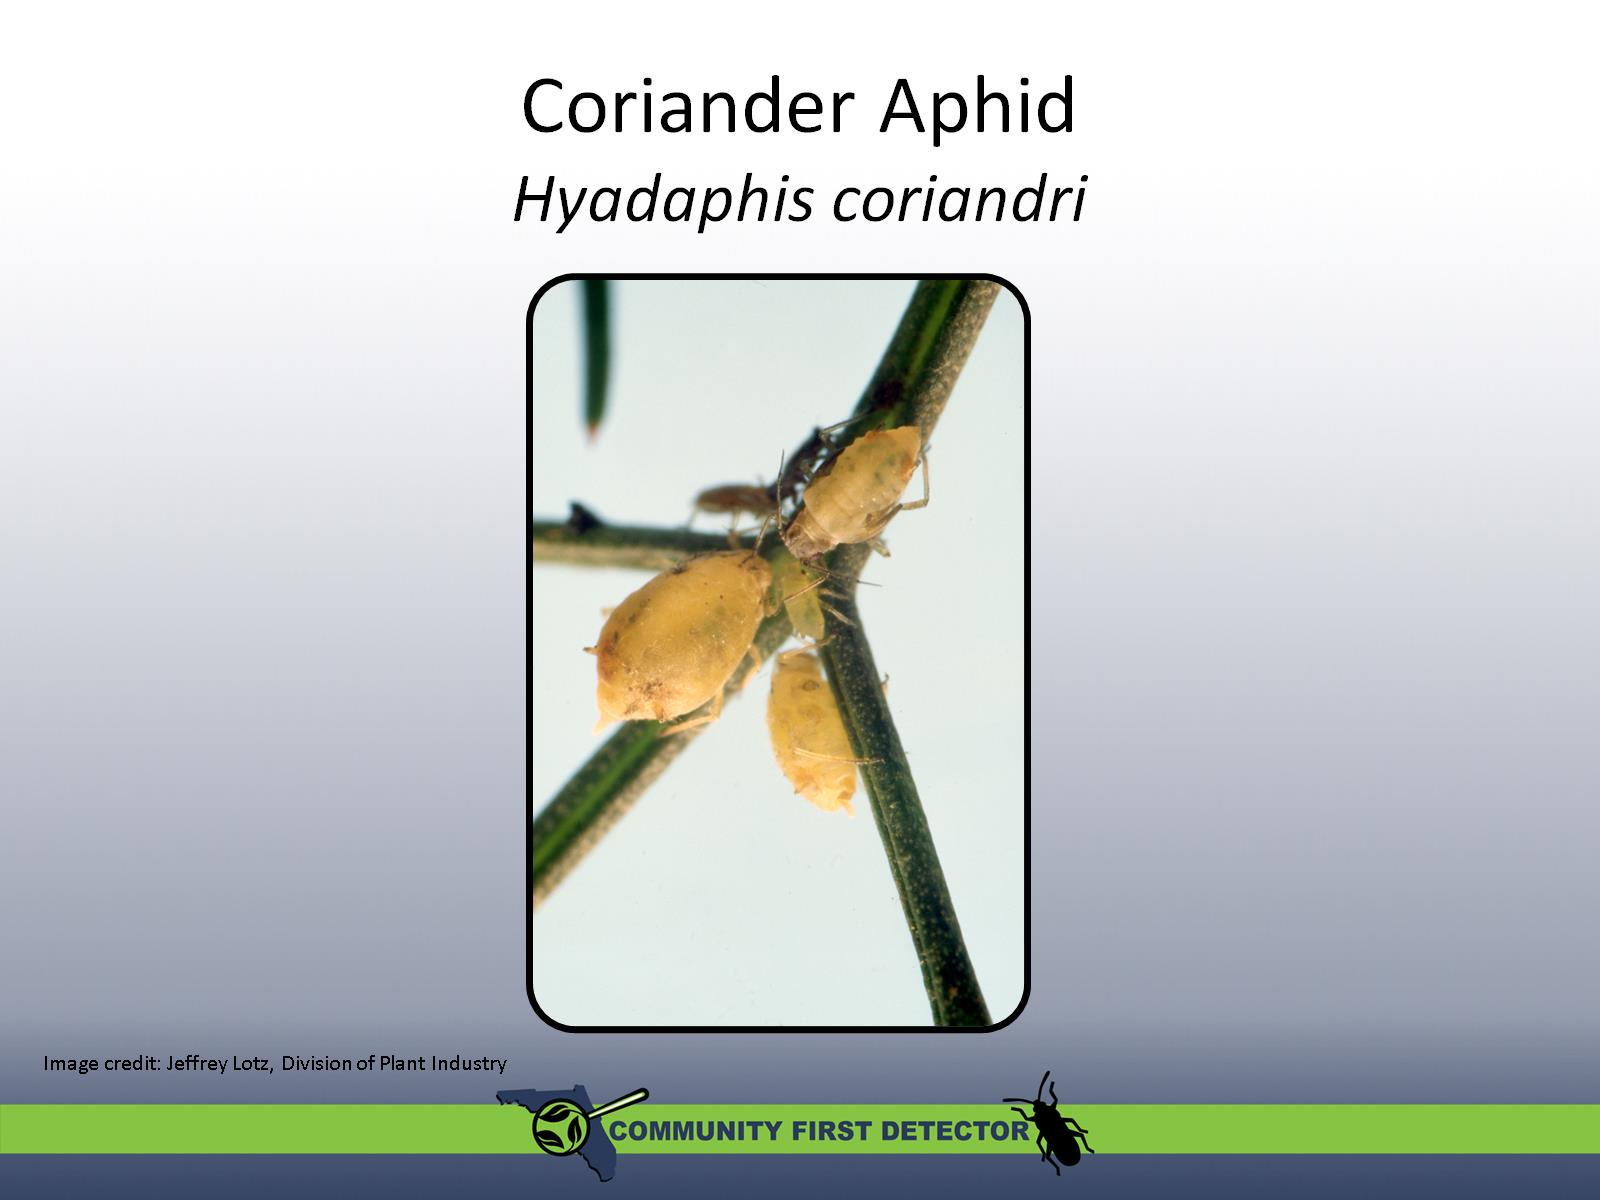 Coriander Aphid
Hyadaphis coriandri
Image credit: Jeffrey Lotz, Division of Plant Industry
COMMUNITY FIRST DETECTOR